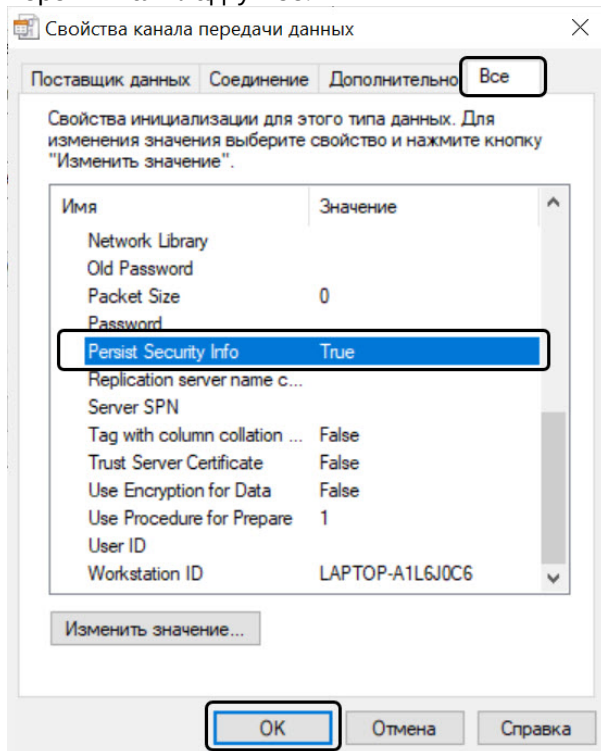 Свойства канала передачи данных
Поставщик данных Соединение Дополнительно Все
Свойства инициализации для этого типа данных. Для
изменения значения выберите свойство и нажмите кнопку
"Изменить значение".
Имя Значение
Network Library
Old Password
Packet Size 0
Password
Persist Security Info True
Replication server name c...
Server SPN
Tag with column collation ... False
Trust Server Certificate False
Use Encryption for Data False
Use Procedure for Prepare 1
User ID
Workstation ID LAPTOP-A1L6J0C6
Изменить значение...
OK Отмена Справка